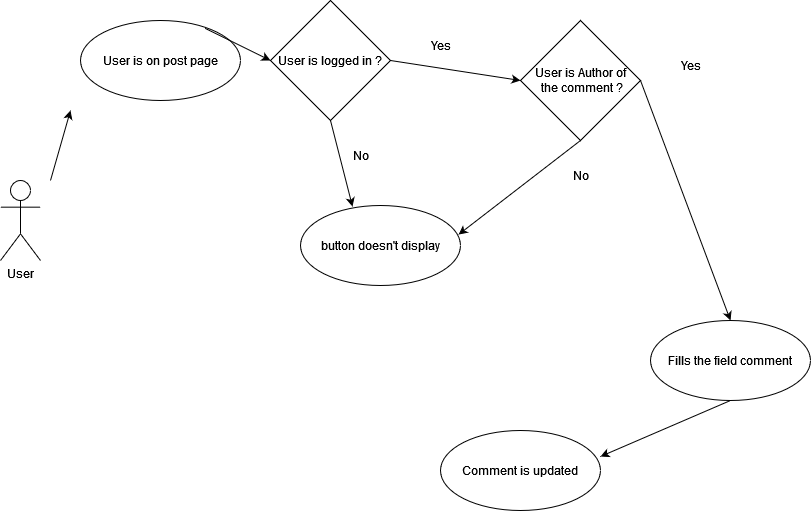 User is on post page
User is logged in ?
Yes
User is Author of
the comment ?
Yes
No
No
User
button doesn't display
Fills the field comment
Comment is updated